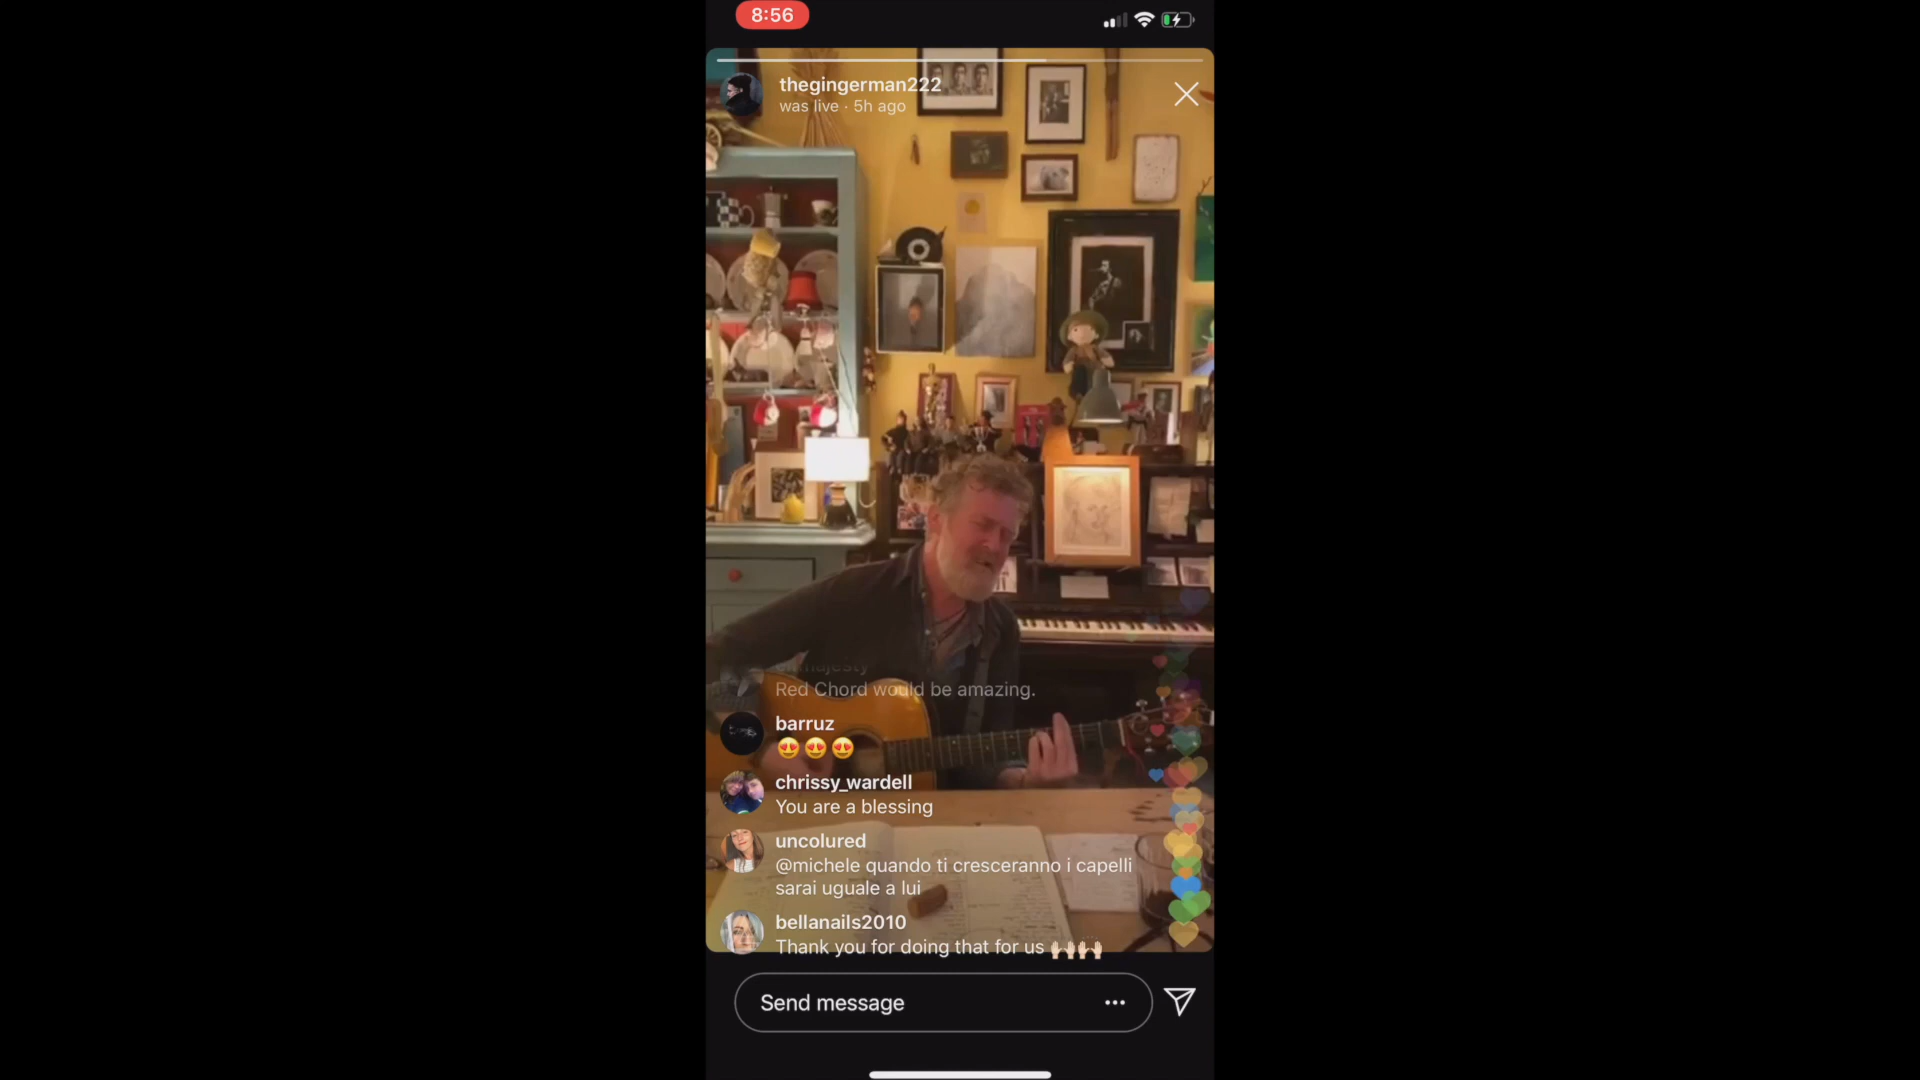 8:56
thegingerman222
was live · 5h ago
Red Chord would be amazing.
barruz
😍😍😍
chrissy_wardell
You are a blessing
uncolured
@michele quando ti cresceranno i capelli
sarai uguale a lui
bellanails2010
Thank you for doing that for us 🙌🏻🙌🏻
Send message